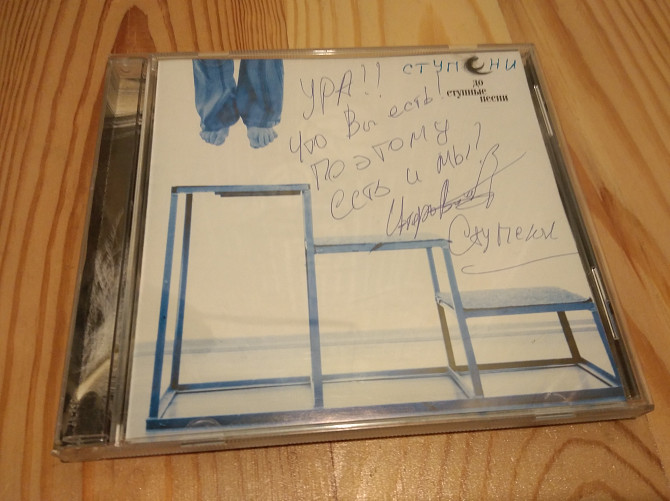 СТУПЕНИ
до
ступные
песни
УРА!!
Что Вы есть!
Поэтому
есть и мы!
Ступени